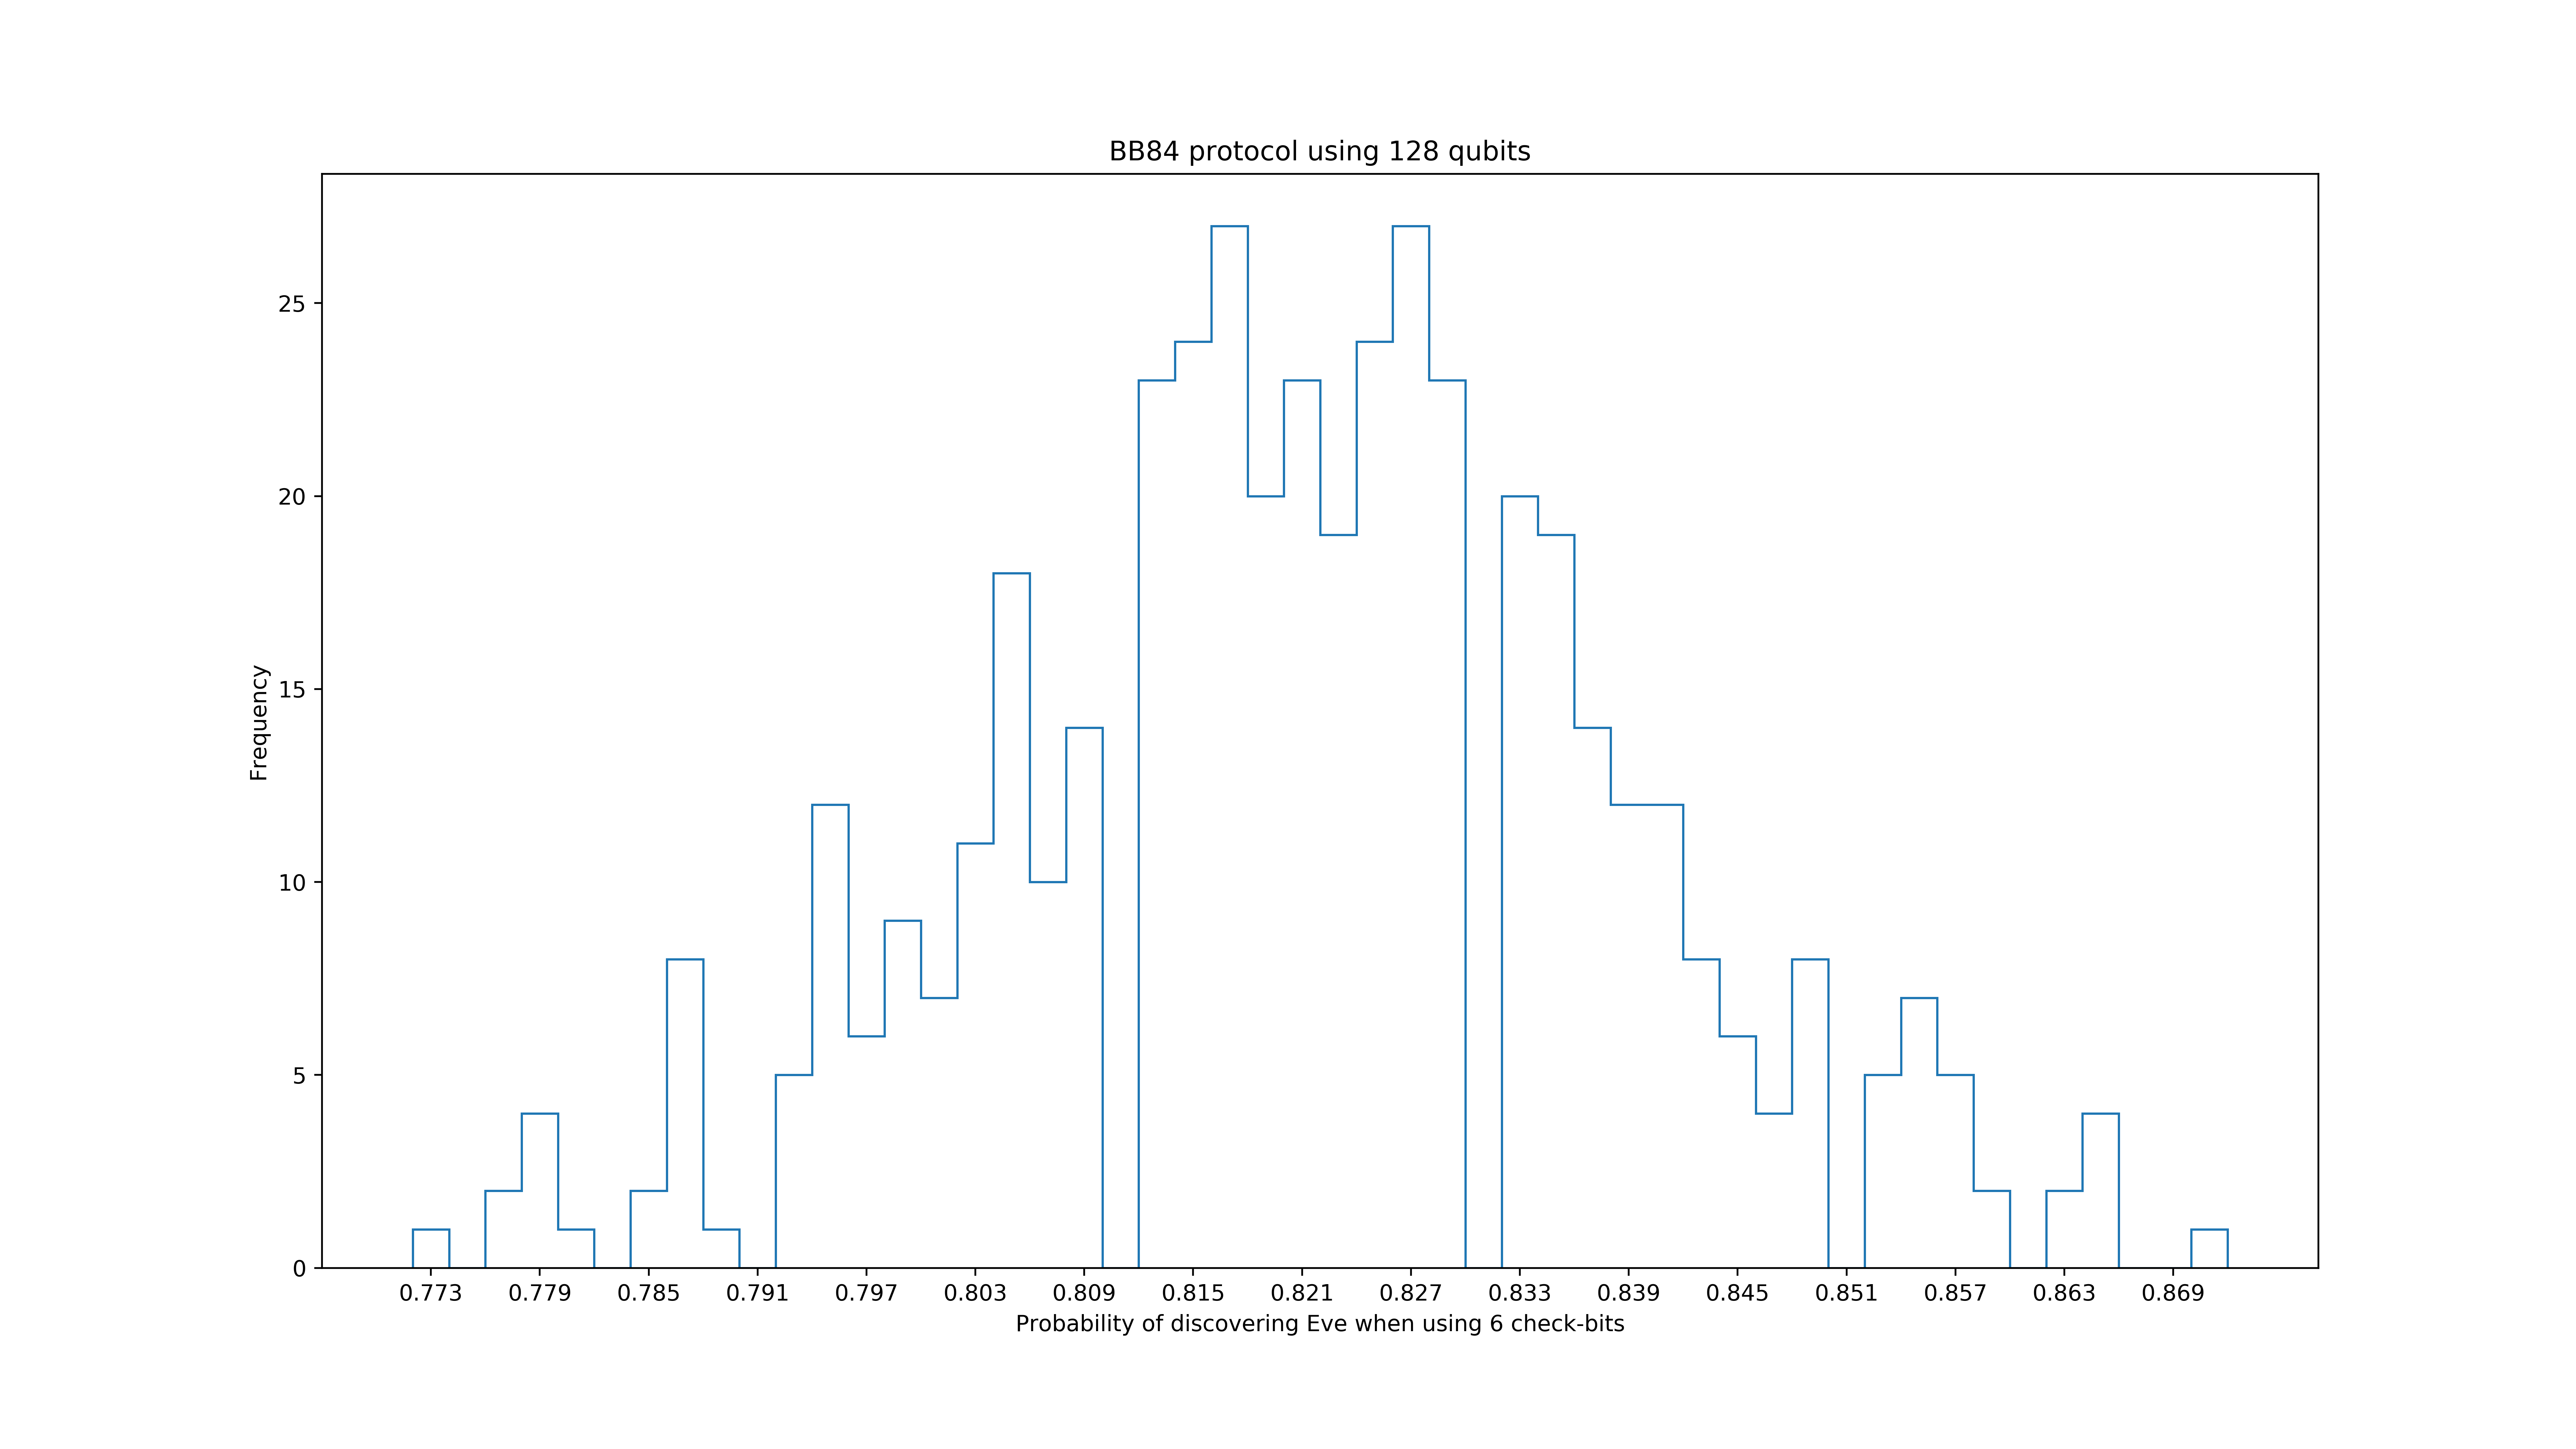 BB84 protocol using 128 qubits
25
20
15
10
5
0
Frequency
0.773 0.779 0.785 0.791 0.797 0.803 0.809 0.815 0.821 0.827 0.833 0.839 0.845 0.851 0.857 0.863 0.869
Probability of discovering Eve when using 6 check-bits